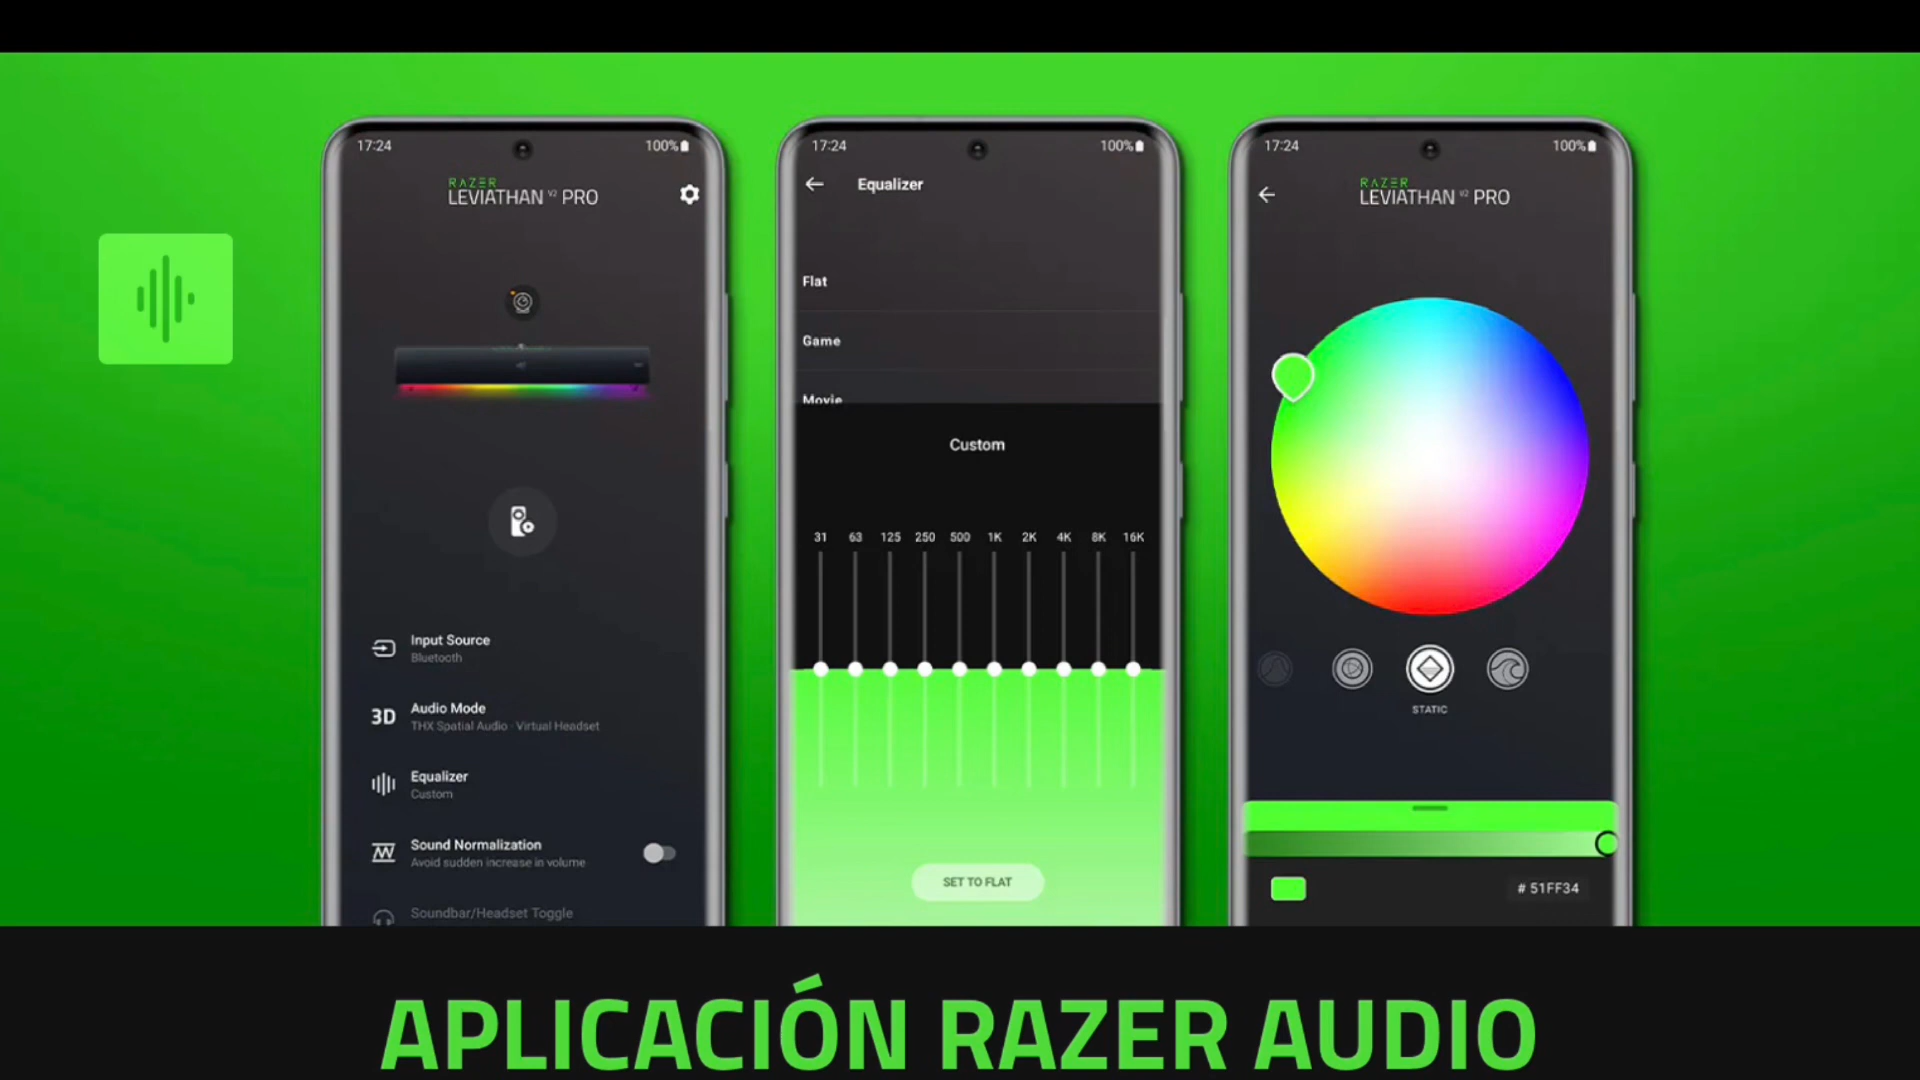 17:24 100%
RAZER
LEVIATHAN V2 PRO
Input Source
Bluetooth
3D
Audio Mode
THX Spatial Audio - Virtual Headset
Equalizer
Custom
Sound Normalization
Avoid sudden increase in volume
Soundbar/Headset Toggle
17:24 100%
Equalizer
Flat
Game
Movie
Custom
31 63 125 250 500 1K 2K 4K 8K 16K
SET TO FLAT
17:24 100%
RAZER
LEVIATHAN V2 PRO
STATIC
# 51FF34
APLICACIÓN RAZER AUDIO